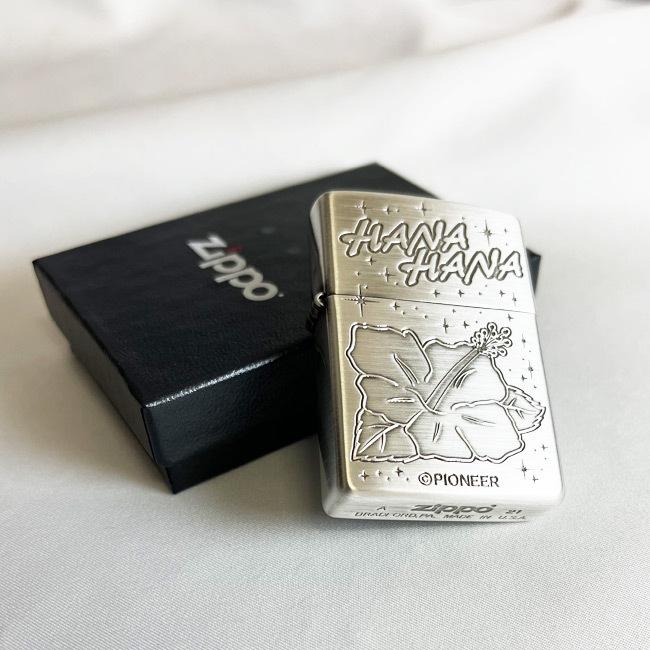 zippo
HANA
HANA
©PIONEER
A zippo 21
BRADFORD, PA. MADE IN U.S.A.